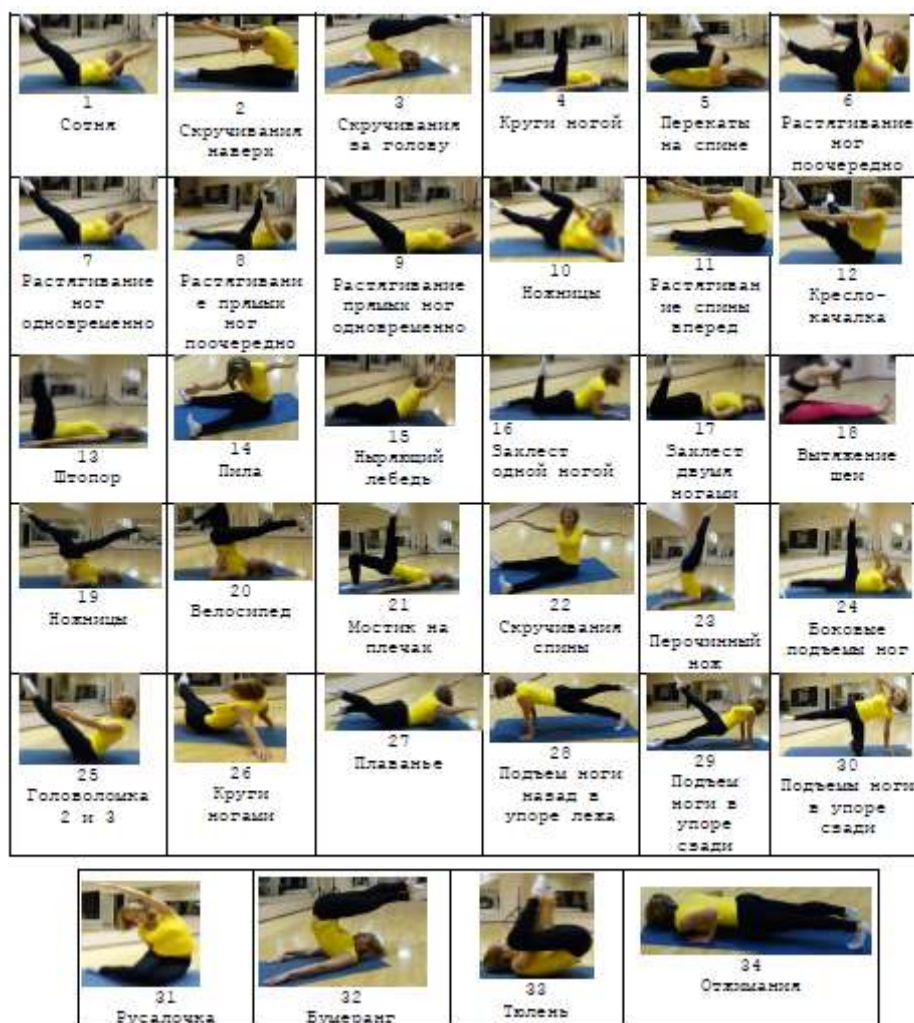 1
Сотня
2
Скручивания
наверх
3
Скручивания
за голову
4
Круги ногой
5
Перекаты
на спине
6
Растягивание
ног
поочередно
7
Растягивание
ног
одновременно
8
Растягивани
е прямых
ног
поочередно
9
Растягивание
прямых ног
одновременно
10
Ножницы
11
Растягиван
ие спины
вперед
12
Кресло-
качалка
13
Штопор
14
Пила
15
Ныряющий
лебедь
16
Захлест
одной ногой
17
Захлест
двумя
ногами
18
Вытяжение
шеи
19
Ножницы
20
Велосипед
21
Мостик на
плечах
22
Скручивания
спины
23
Перочинный
нож
24
Боковые
подъемы ног
25
Головоломка
2 и 3
26
Круги
ногами
27
Плаванье
28
Подъем ноги
назад в
упоре лежа
29
Подъем
ноги в
упоре
сзади
30
Подъемы ноги
в упоре
сзади
31
Русалочка
32
Бумеранг
33
Тюлень
34
Отжимания